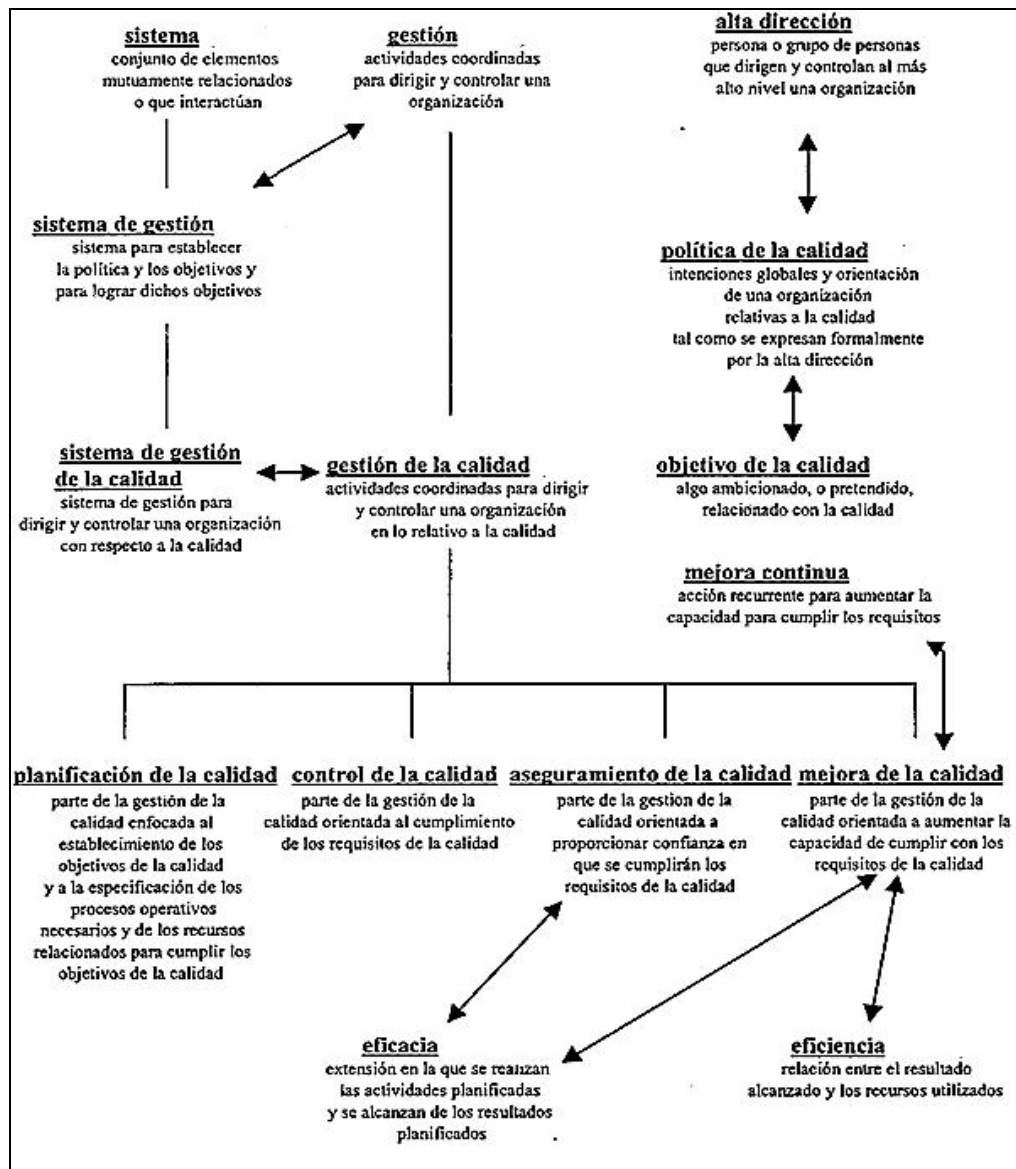 sistema
conjunto de elementos
mutuamente relacionados
o que interactúan
gestión
actividades coordinadas
para dirigir y controlar una
organización
alta dirección
persona o grupo de personas
que dirigen y controlan al más
alto nivel una organización
sistema de gestión
sistema para establecer
la política y los objetivos y
para lograr dichos objetivos
política de la calidad
intenciones globales y orientación
de una organización
relativas a la calidad
tal como se expresan formalmente
por la alta dirección
sistema de gestión
de la calidad
sistema de gestión para
dirigir y controlar una organización
con respecto a la calidad
gestión de la calidad
actividades coordinadas para dirigir
y controlar una organización
en lo relativo a la calidad
objetivo de la calidad
algo ambicionado, o pretendido,
relacionado con la calidad
mejora continua
acción recurrente para aumentar la
capacidad para cumplir los requisitos
planificación de la calidad
parte de la gestión de la
calidad enfocada al
establecimiento de los
objetivos de la calidad
y a la especificación de los
procesos operativos
necesarios y de los recursos
relacionados para cumplir los
objetivos de la calidad
control de la calidad
parte de la gestión de la
calidad orientada al cumplimiento
de los requisitos de la calidad
aseguramiento de la calidad
parte de la gestion de la
calidad orientada a
proporcionar confianza en
que se cumplirán los
requisitos de la calidad
mejora de la calidad
parte de la gestión de la
calidad orientada a aumentar la
capacidad de cumplir con los
requisitos de la calidad
eficacia
extensión en la que se realizan
las actividades planificadas
y se alcanzan de los resultados
planificados
eficiencia
relación entre el resultado
alcanzado y los recursos utilizados